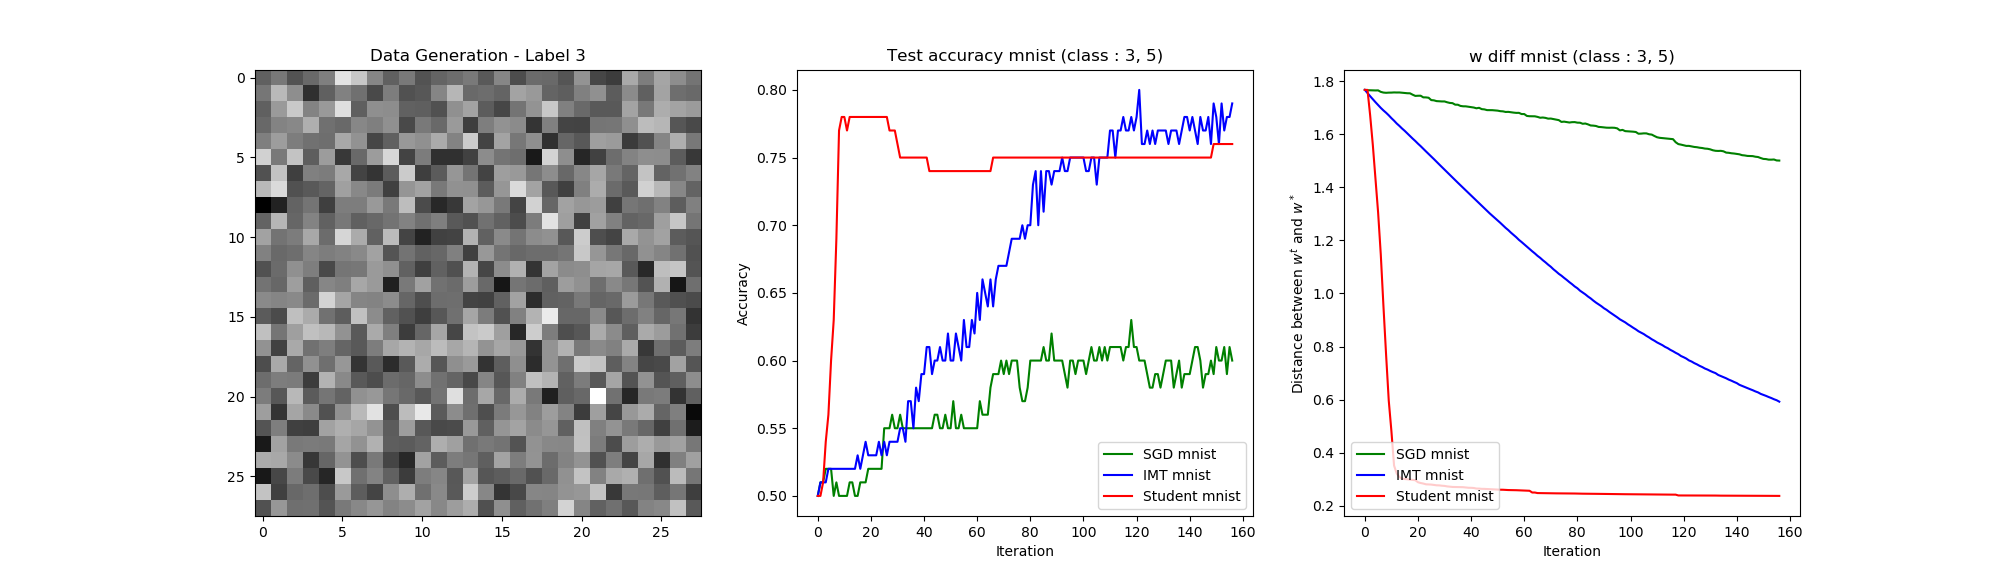 Data Generation - Label 3
0
5
10
15
20
25
0 5 10 15 20 25
Test accuracy mnist (class : 3, 5)
Accuracy
0.80
0.75
0.70
0.65
0.60
0.55
0.50
0 20 40 60 80 100 120 140 160
Iteration
SGD mnist
IMT mnist
Student mnist
w diff mnist (class : 3, 5)
Distance between w^t and w^*
1.8
1.6
1.4
1.2
1.0
0.8
0.6
0.4
0.2
0 20 40 60 80 100 120 140 160
Iteration
SGD mnist
IMT mnist
Student mnist